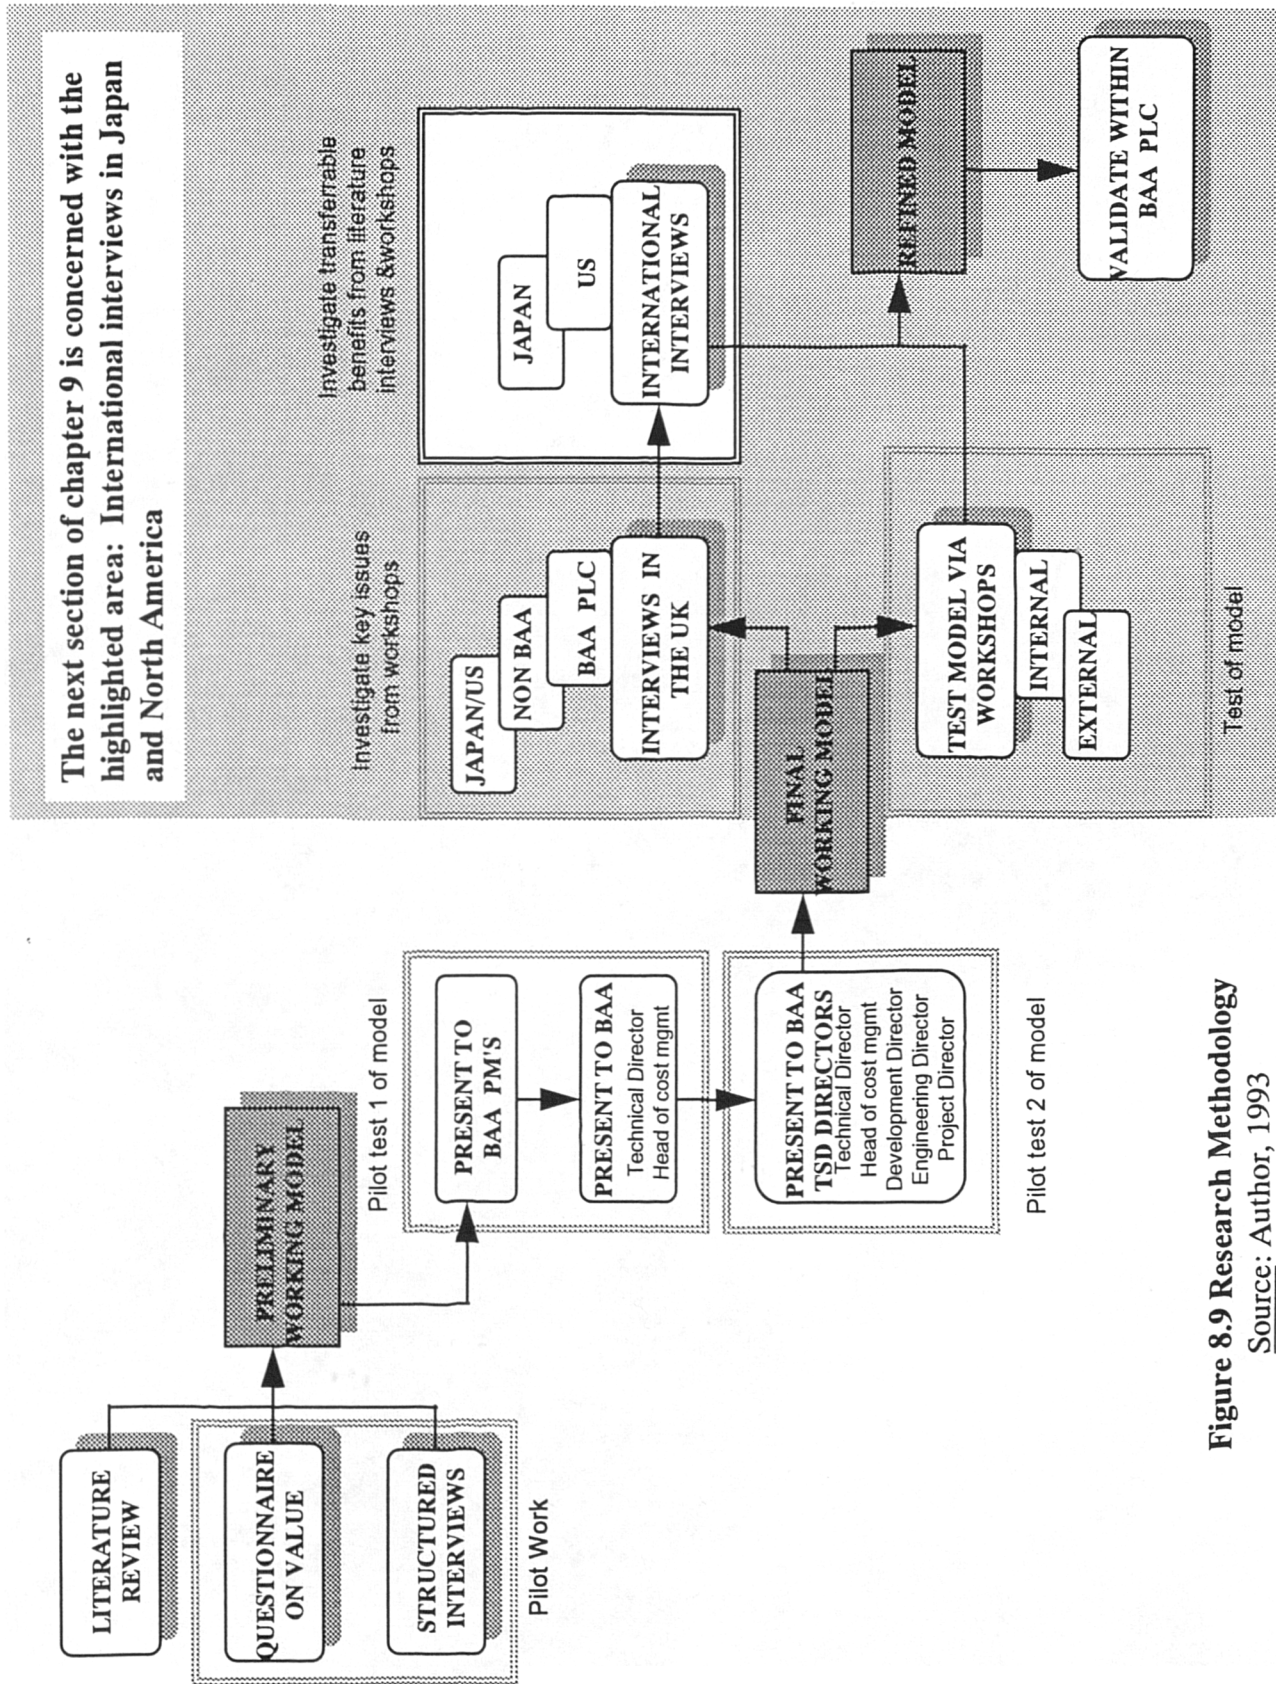 The next section of chapter 9 is concerned with the
highlighted area: International interviews in Japan
and North America
LITERATURE
REVIEW
QUESTIONNAIRE
ON VALUE
STRUCTURED
INTERVIEWS
Pilot Work
PRELIMINARY
WORKING MODEL
Pilot test 1 of model
PRESENT TO
BAA PM'S
PRESENT TO BAA
Technical Director
Head of cost mgmt
PRESENT TO BAA
TSD DIRECTORS
Technical Director
Head of cost mgmt
Development Director
Engineering Director
Project Director
Pilot test 2 of model
FINAL
WORKING MODEL
Investigate key issues
from workshops
JAPAN/US
NON BAA
BAA PLC
INTERVIEWS IN
THE UK
TEST MODEL VIA
WORKSHOPS
INTERNAL
EXTERNAL
Test of model
Investigate transferrable
benefits from literature
interviews &workshops
JAPAN
US
INTERNATIONAL
INTERVIEWS
REFINED MODEL
VALIDATE WITHIN
BAA PLC
Figure 8.9 Research Methodology
Source: Author, 1993